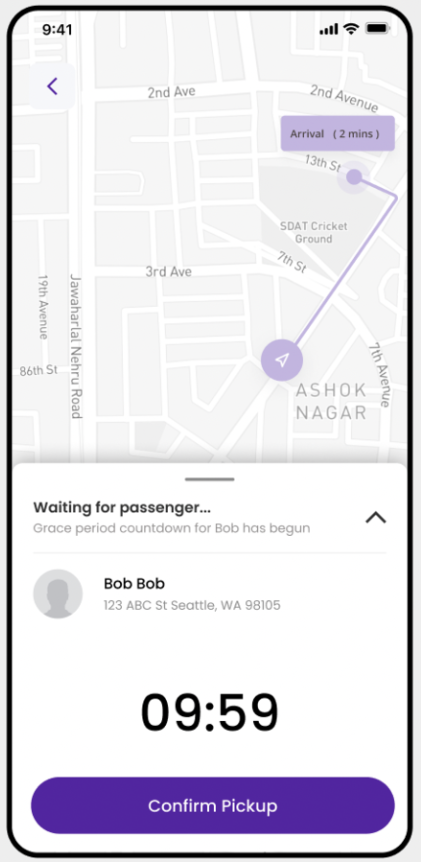 9:41
2nd Ave
2nd Avenue
Arrival ( 2 mins )
13th St
SDAT Cricket
Ground
7th St
3rd Ave
19th Avenue
Jawaharlal Nehru Road
86th St
7th Avenue
ASHOK
NAGAR
Waiting for passenger...
Grace period countdown for Bob has begun
Bob Bob
123 ABC St Seattle, WA 98105
09:59
Confirm Pickup